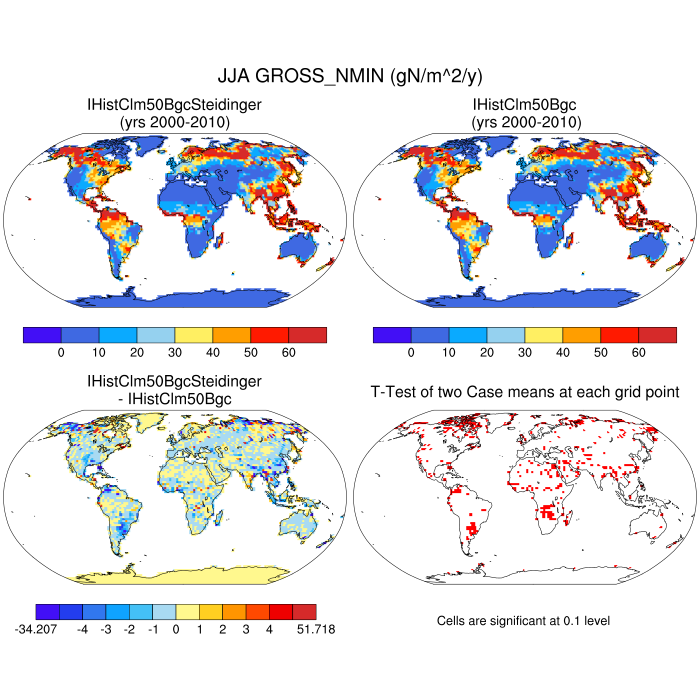 JJA GROSS_NMIN (gN/m^2/y)
IHistClm50BgcSteidinger
(yrs 2000-2010)
IHistClm50Bgc
(yrs 2000-2010)
0 10 20 30 40 50 60
0 10 20 30 40 50 60
IHistClm50BgcSteidinger
- IHistClm50Bgc
T-Test of two Case means at each grid point
-34.207 -4 -3 -2 -1 0 1 2 3 4 51.718
Cells are significant at 0.1 level